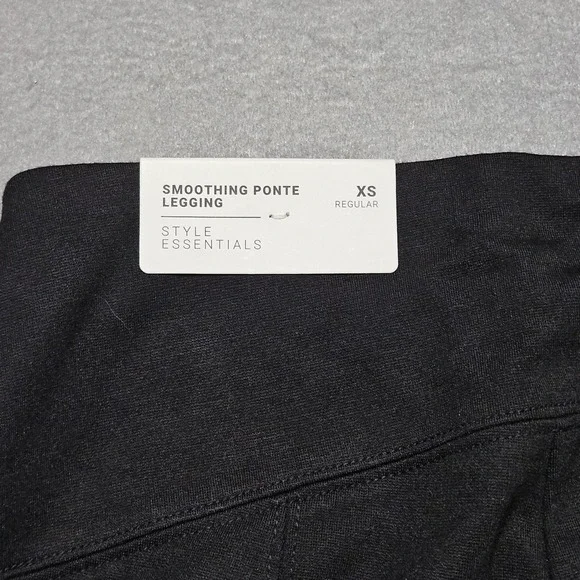 SMOOTHING PONTE
LEGGING
STYLE
ESSENTIALS
XS
REGULAR